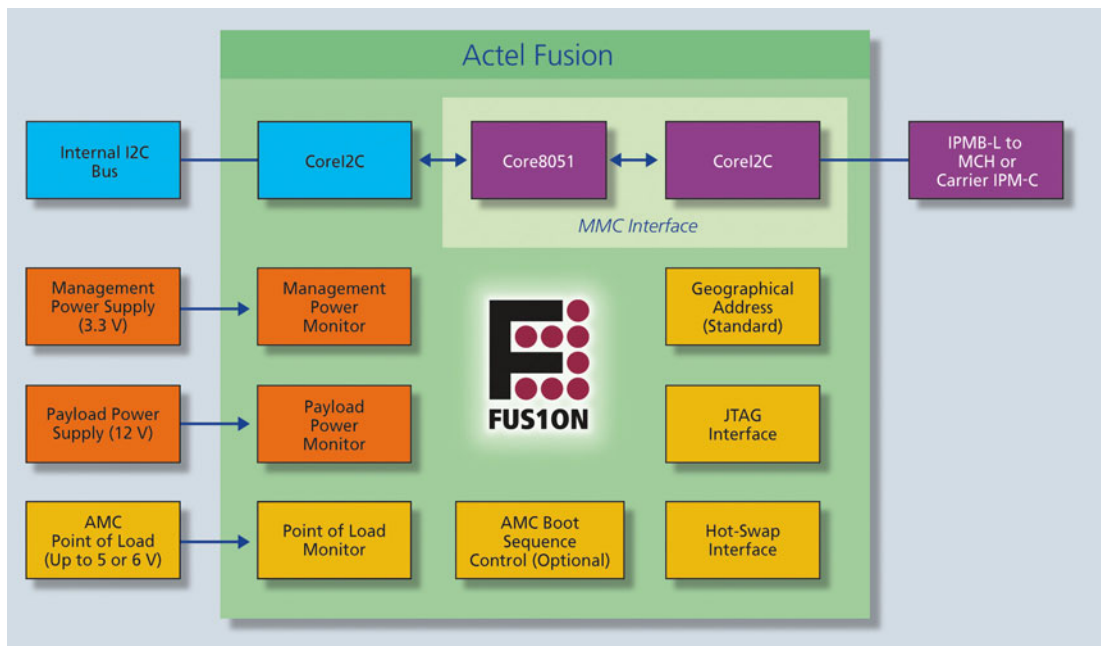 Actel Fusion
Internal I2C
Bus
CoreI2C
Core8051
CoreI2C
IPMB-L to
MCH or
Carrier IPM-C
MMC Interface
Management
Power Supply
(3.3 V)
Management
Power
Monitor
Geographical
Address
(Standard)
Payload Power
Supply (12 V)
Payload
Power
Monitor
FUS1ON
JTAG
Interface
AMC
Point of Load
(Up to 5 or 6 V)
Point of Load
Monitor
AMC Boot
Sequence
Control (Optional)
Hot-Swap
Interface